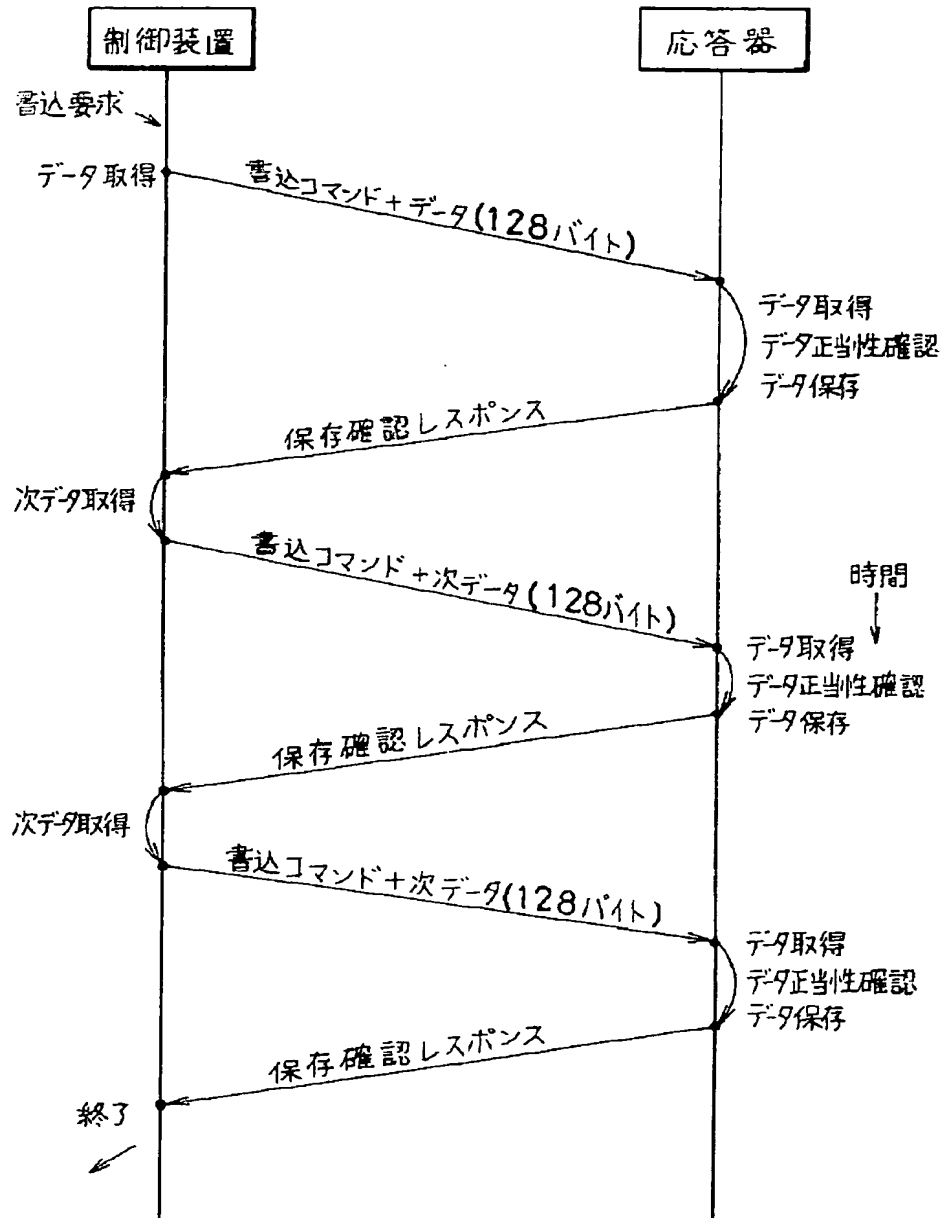 制御装置
応答器
書込要求
データ取得
書込コマンド+データ(128バイト)
データ取得
データ正当性確認
データ保存
保存確認レスポンス
次データ取得
書込コマンド+次データ(128バイト)
時間
データ取得
データ正当性確認
データ保存
保存確認レスポンス
次データ取得
書込コマンド+次データ(128バイト)
データ取得
データ正当性確認
データ保存
保存確認レスポンス
終了